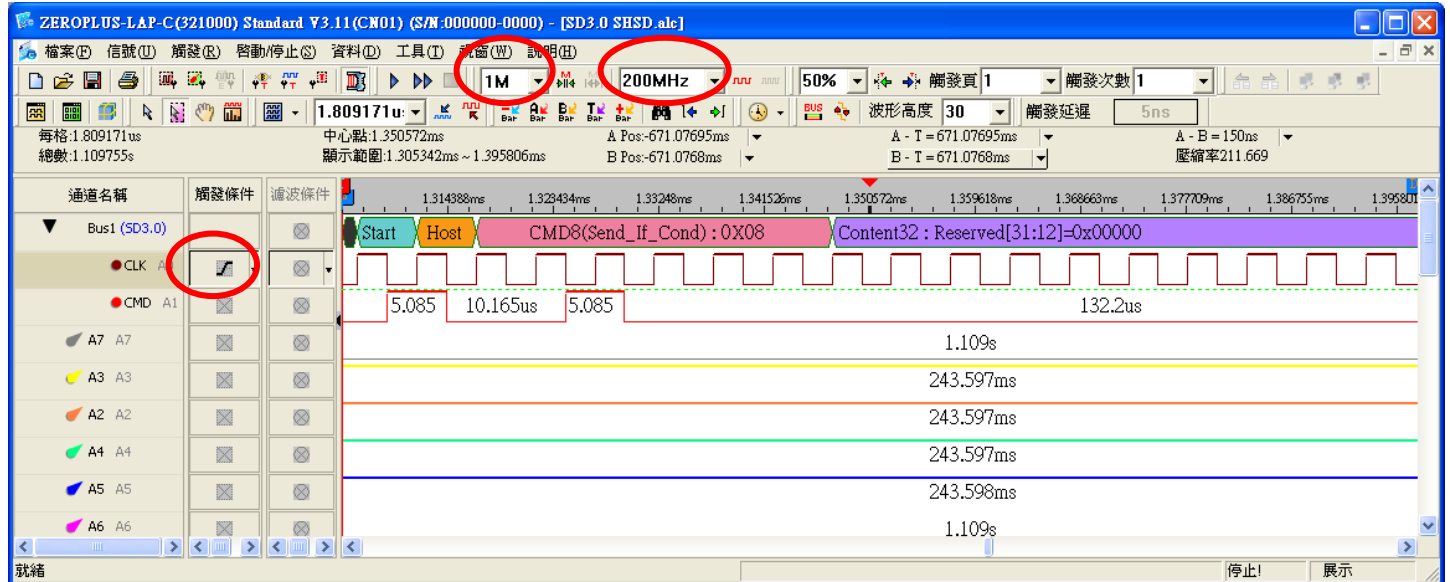 ZEROPLUS-LAP-C(321000) Standard V3.11(CN01) (S/N:000000-0000) - [SD3.0 SHSD.alc]
檔案(F) 信號(U) 觸發(R) 啓動/停止(S) 資料(D) 工具(T) 視窗(W) 說明(H)
1M 200MHz 50% 觸發頁 1 觸發次數 1
1.809171u: Bar Bar Bar Bar Bar BUS 波形高度 30 觸發延遲 5ns
每格:1.809171us 中心點:1.350572ms A Pos:-671.07695ms A - T = 671.07695ms A - B = 150ns
總數:1.109755s 顯示範圍:1.305342ms ~ 1.395806ms B Pos:-671.0768ms B - T = 671.0768ms 壓縮率211.669
通道名稱 觸發條件 濾波條件 1.314388ms 1.323434ms 1.33248ms 1.341526ms 1.350572ms 1.359618ms 1.368663ms 1.377709ms 1.386755ms 1.395801
Bus1 (SD3.0) Start Host CMD8(Send_If_Cond) : 0X08 Content32 : Reserved[31:12]=0x00000
CLK
CMD A1 5.085 10.165us 5.085 132.2us
A7 A7 1.109s
A3 A3 243.597ms
A2 A2 243.597ms
A4 A4 243.597ms
A5 A5 243.598ms
A6 A6 1.109s
就緒 停止! 展示